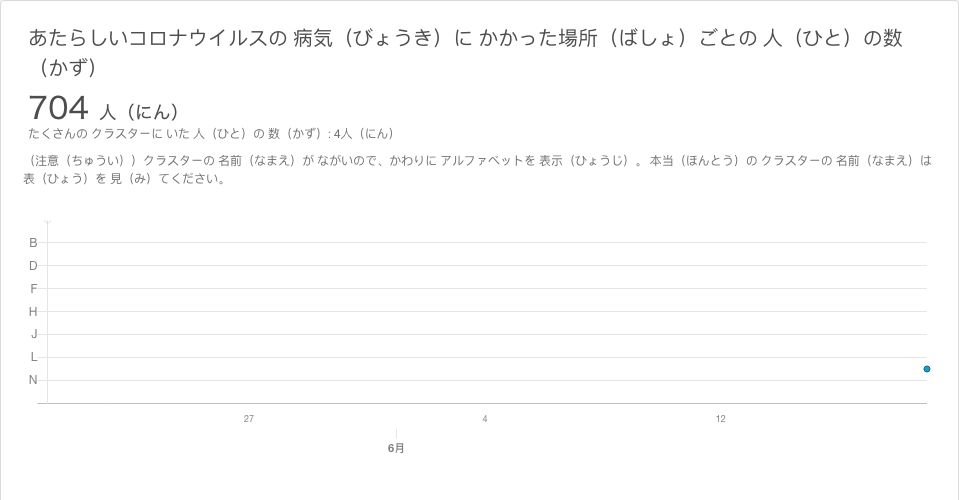 あたらしいコロナウイルスの 病気（びょうき）に かかった場所（ばしょ）ごとの 人（ひと）の数
（かず）
704 人（にん）
たくさんの クラスターに いた 人（ひと）の 数（かず）: 4人（にん）
（注意（ちゅうい））クラスターの 名前（なまえ）が ながいので、かわりに アルファベットを 表示（ひょうじ）。 本当（ほんとう）の クラスターの 名前（なまえ）は
表（ひょう）を 見（み）てください。
B
D
F
H
J
L
N
27 4 12
6月